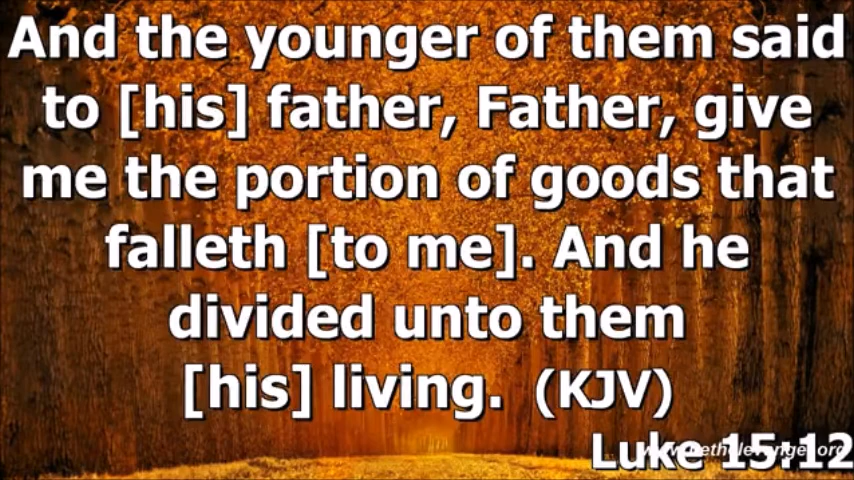 And the younger of them said
to [his] father, Father, give
me the portion of goods that
falleth [to me]. And he
divided unto them
[his] living.  (KJV)
Luke 15:12